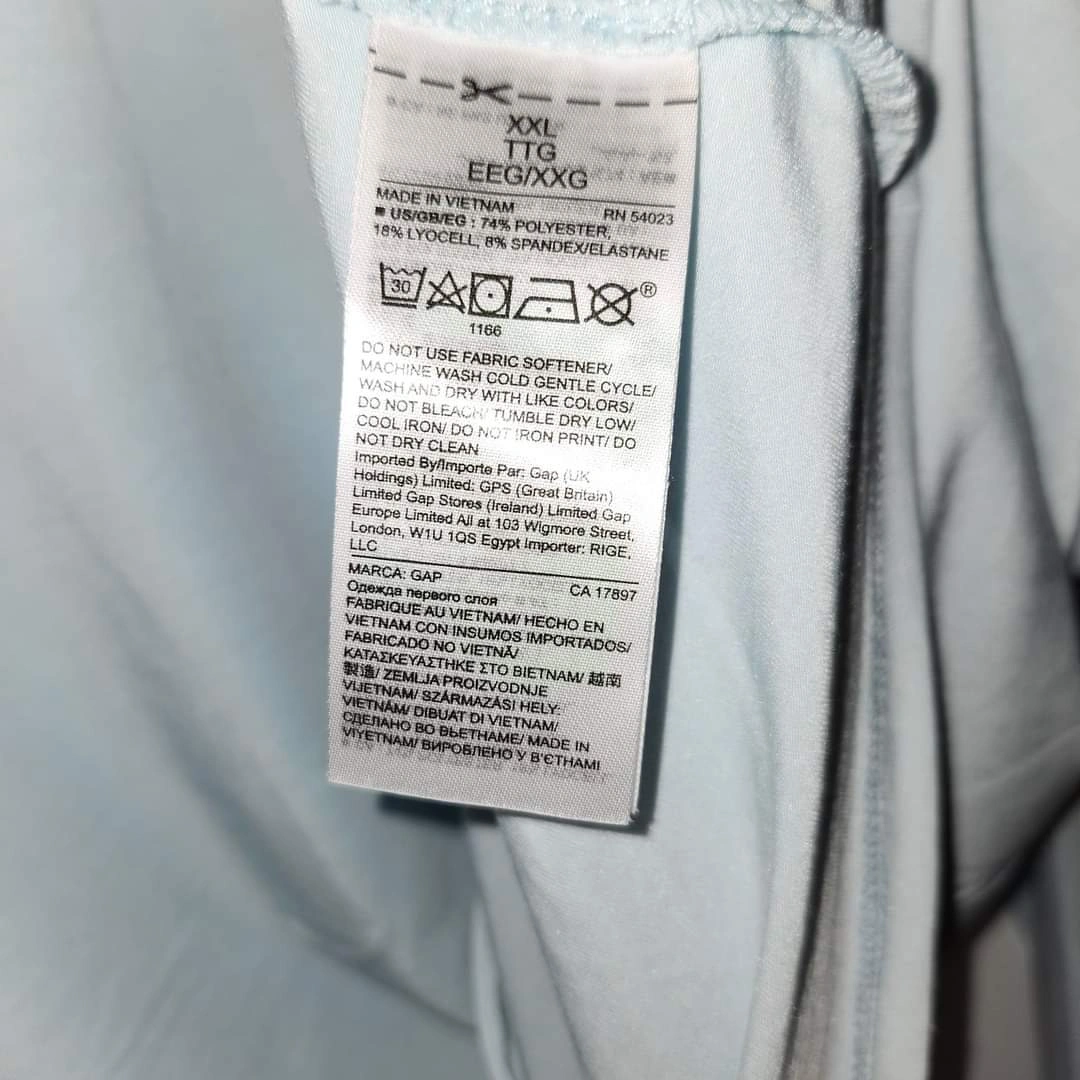 XXL
TTG
EEG/XXG
MADE IN VIETNAM RN 54023
■ US/GB/EG : 74% POLYESTER,
18% LYOCELL, 8% SPANDEX/ELASTANE
30 ®
1166
DO NOT USE FABRIC SOFTENER/
MACHINE WASH COLD GENTLE CYCLE/
WASH AND DRY WITH LIKE COLORS/
DO NOT BLEACH/ TUMBLE DRY LOW/
COOL IRON/ DO NOT IRON PRINT/ DO
NOT DRY CLEAN
Imported By/Importe Par: Gap (UK
Holdings) Limited: GPS (Great Britain)
Limited Gap Stores (Ireland) Limited Gap
Europe Limited All at 103 Wigmore Street,
London, W1U 1QS Egypt Importer: RIGE,
LLC
MARCA: GAP CA 17897
Одежда первого слоя
FABRIQUE AU VIETNAM/ HECHO EN
VIETNAM CON INSUMOS IMPORTADOS/
FABRICADO NO VIETNÃ/
ΚΑΤΑΣΚΕΥΑΣΤΗΚΕ ΣΤΟ ΒΙΕΤΝΑΜ/ 越南
製造/ ZEMLJA PROIZVODNJE
VIJETNAM/ SZÁRMAZÁSI HELY:
VIETNÁM/ DIBUAT DI VIETNAM/
СДЕЛАНО ВО ВЬЕТНАМЕ/ MADE IN
VİYETNAM/ ВИРОБЛЕНО У В'ЄТНАМІ